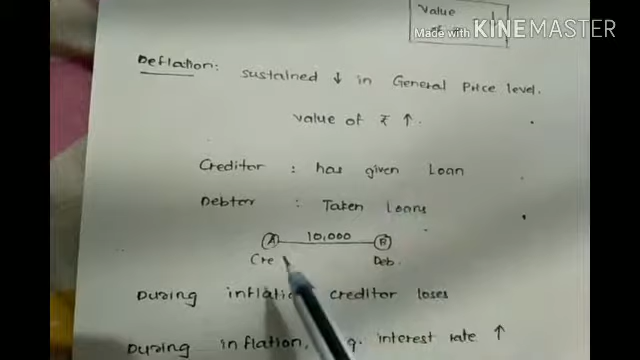 Value
Made with KINEMASTER
Deflation: sustained ↓ in General Price level.
value of ₹ ↑.
Creditor : has given Loan
Debtor : Taken Loans
A 10,000 B
Cre Deb.
During inflation creditor loses
During inflation, interest rate ↑